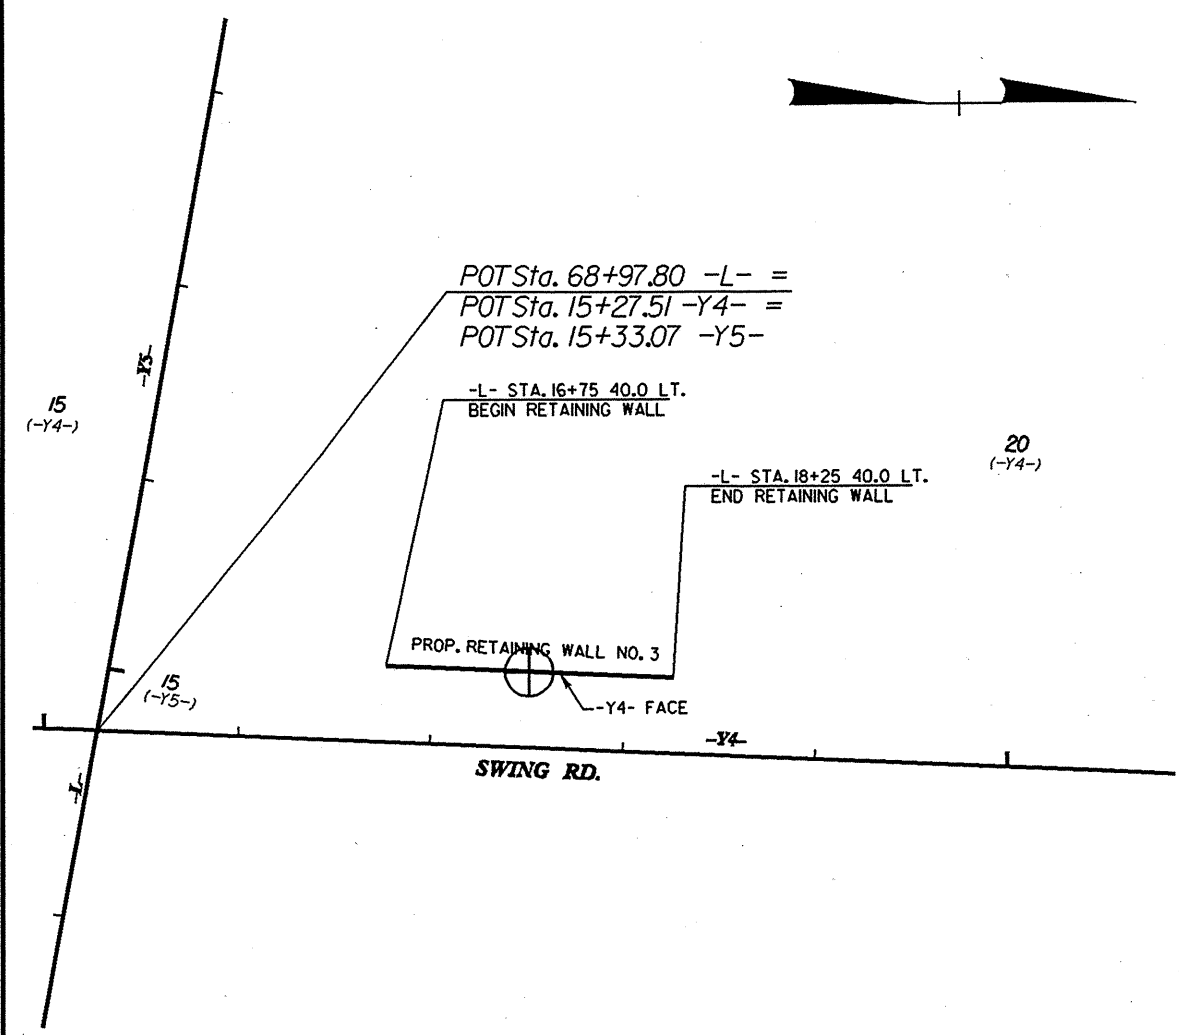 POT Sta. 68+97.80 -L- =
POT Sta. 15+27.51 -Y4- =
POT Sta. 15+33.07 -Y5-
-Y5-
-L- STA. 16+75 40.0 LT.
BEGIN RETAINING WALL
15
(-Y4-)
20
(-Y4-)
-L- STA. 18+25 40.0 LT.
END RETAINING WALL
PROP. RETAINING WALL NO. 3
15
(-Y5-)
-Y4- FACE
-Y4-
SWING RD.
-L-